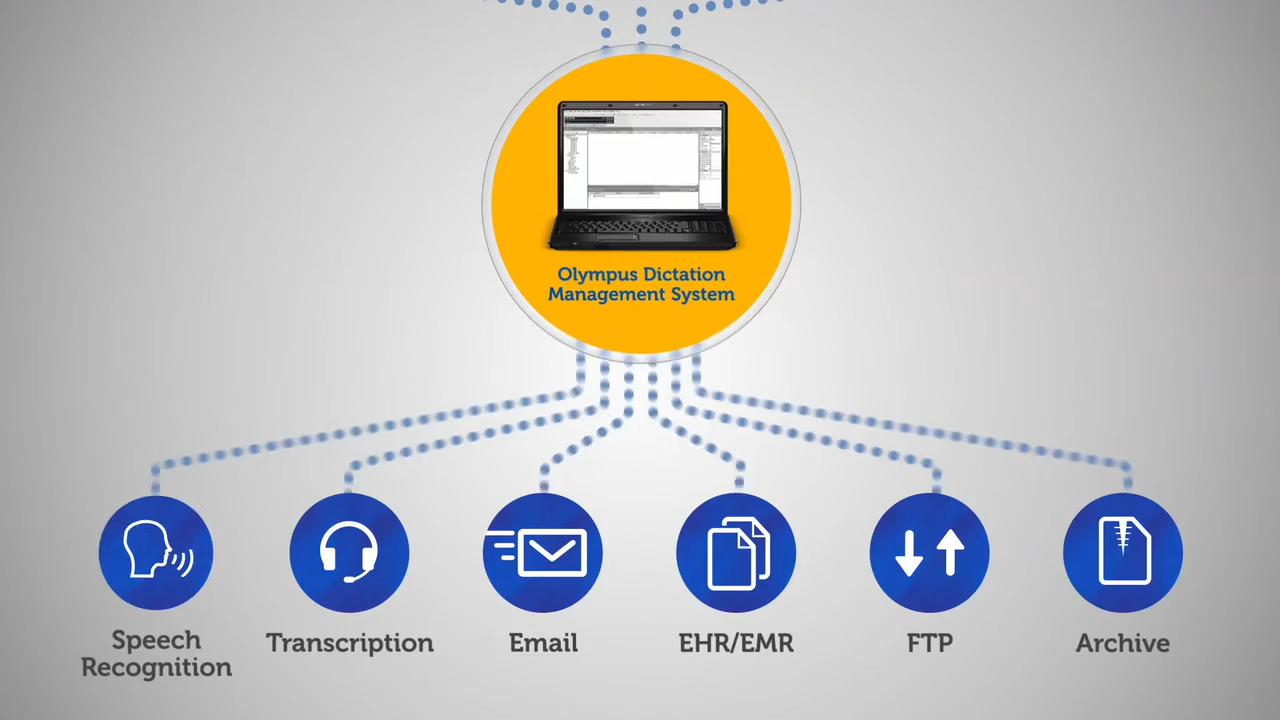 Olympus Dictation
Management System
Speech
Recognition
Transcription
Email
EHR/EMR
FTP
Archive